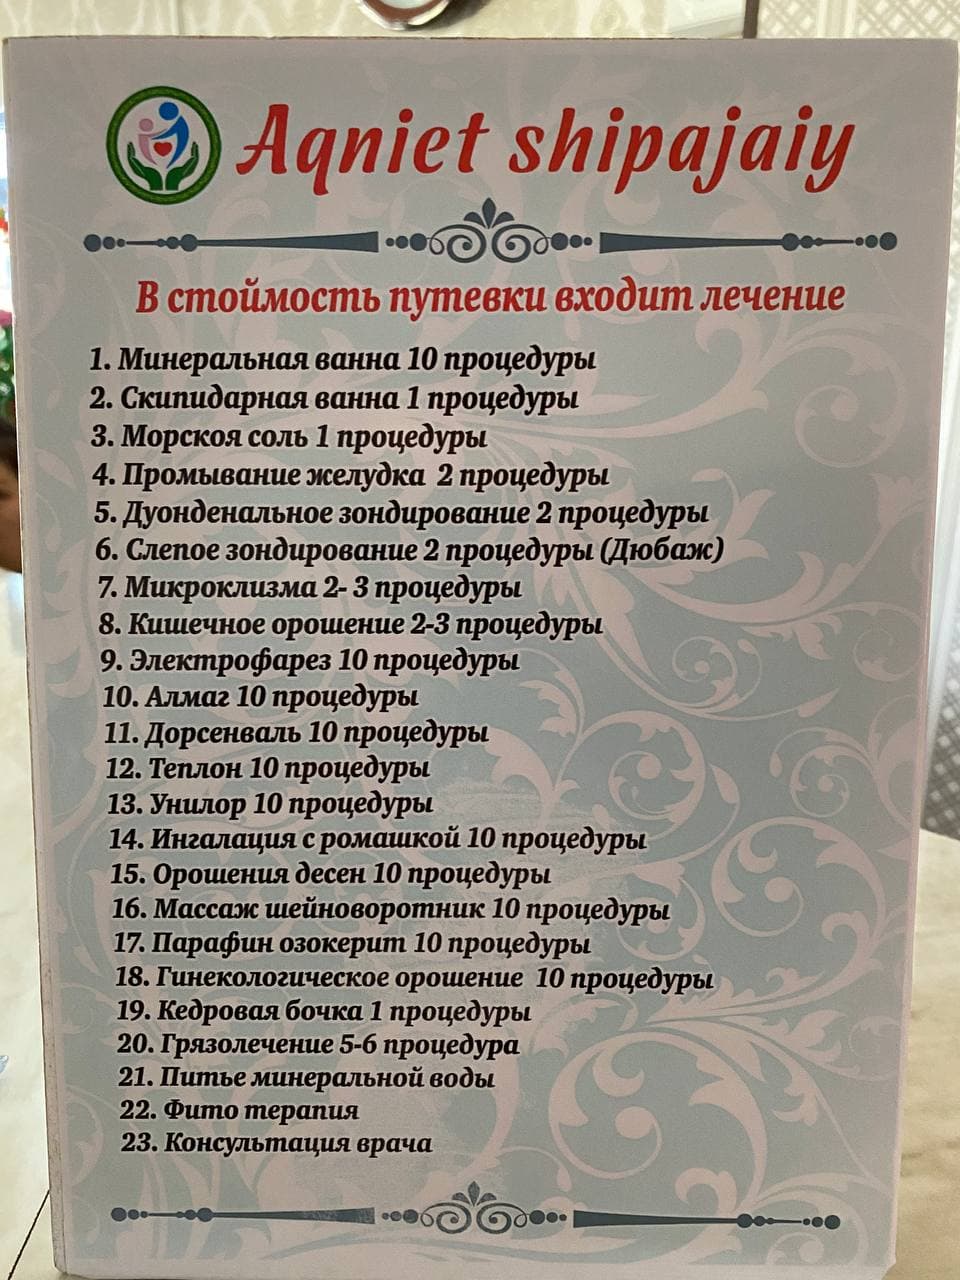 Aqniet shipajaiy
В стоймость путевки входит лечение
1. Минеральная ванна 10 процедуры
2. Скипидарная ванна 1 процедуры
3. Морскоя соль 1 процедуры
4. Промывание желудка 2 процедуры
5. Дуонденальное зондирование 2 процедуры
6. Слепое зондирование 2 процедуры (Дюбаж)
7. Микроклизма 2- 3 процедуры
8. Кишечное орошение 2-3 процедуры
9. Электрофарез 10 процедуры
10. Алмаг 10 процедуры
11. Дорсенваль 10 процедуры
12. Теплон 10 процедуры
13. Унилор 10 процедуры
14. Ингалация с ромашкой 10 процедуры
15. Орошения десен 10 процедуры
16. Массаж шейноворотник 10 процедуры
17. Парафин озокерит 10 процедуры
18. Гинекологическое орошение 10 процедуры
19. Кедровая бочка 1 процедуры
20. Грязолечение 5-6 процедура
21. Питье минеральной воды
22. Фито терапия
23. Консультация врача